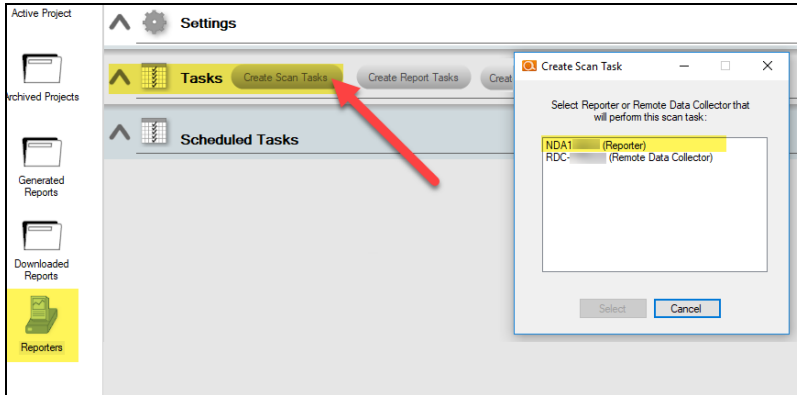 Active Project
Archived Projects
Generated
Reports
Downloaded
Reports
Reporters
Settings
Tasks
Create Scan Tasks
Create Report Tasks
Creat
Scheduled Tasks
Create Scan Task
Select Reporter or Remote Data Collector that
will perform this scan task:
NDA1 (Reporter)
RDC- (Remote Data Collector)
Select
Cancel